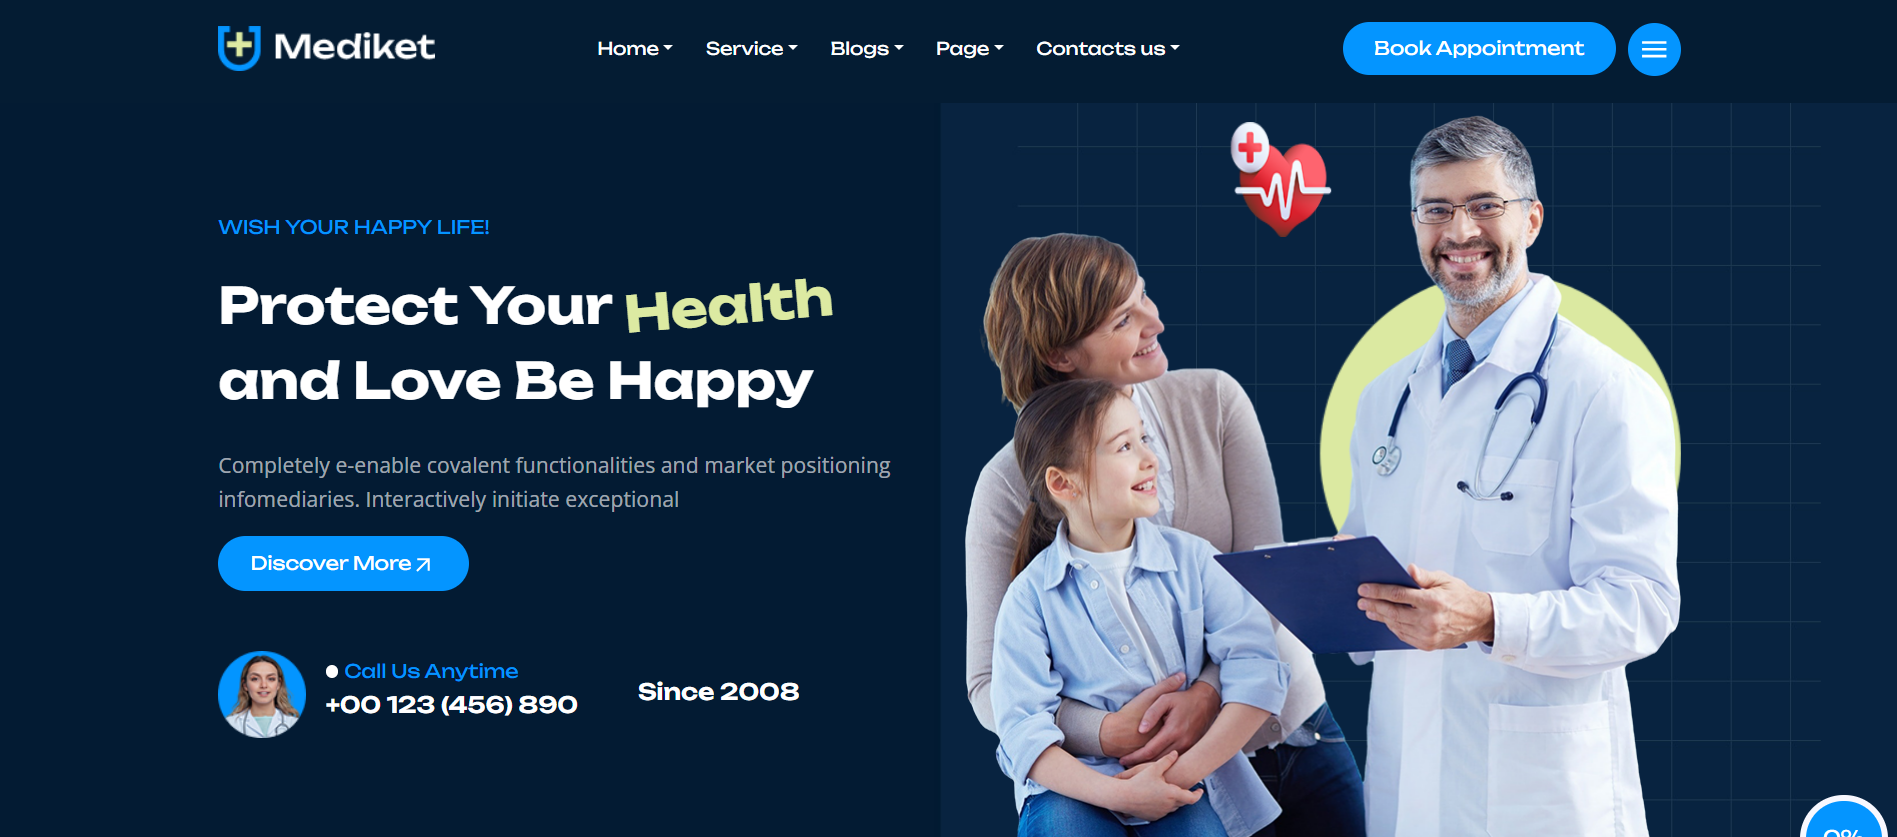 Mediket
Home
Service
Blogs
Page
Contacts us
Book Appointment
WISH YOUR HAPPY LIFE!
Protect Your Health
and Love Be Happy
Completely e-enable covalent functionalities and market positioning
infomediaries. Interactively initiate exceptional
Discover More
Call Us Anytime
+00 123 (456) 890
Since 2008
0%